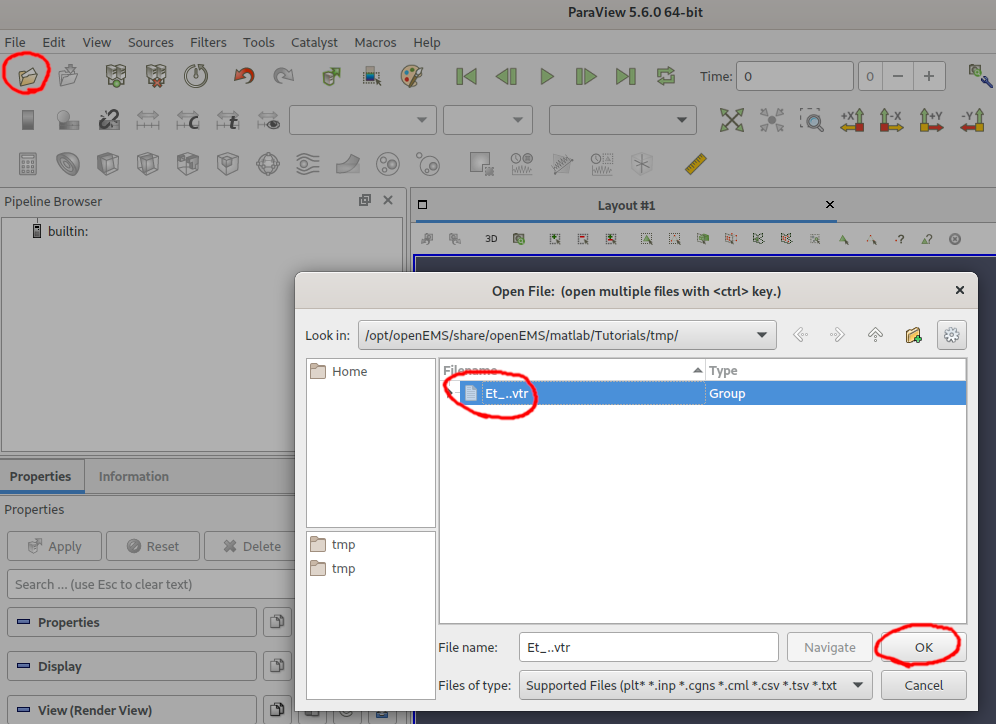 ParaView 5.6.0 64-bit
File Edit View Sources Filters Tools Catalyst Macros Help
Time: 0 0
+X -X +Y -Y
Pipeline Browser
Layout #1
builtin:
3D
Open File: (open multiple files with <ctrl> key.)
Look in: /opt/openEMS/share/openEMS/matlab/Tutorials/tmp/
Home
Filename Type
Et_..vtr Group
Properties Information
Properties
Apply Reset Delete
Search ... (use Esc to clear text)
Properties
Display
View (Render View)
tmp
tmp
File name: Et_..vtr Navigate OK
Files of type: Supported Files (plt* *.inp *.cgns *.cml *.csv *.tsv *.txt Cancel